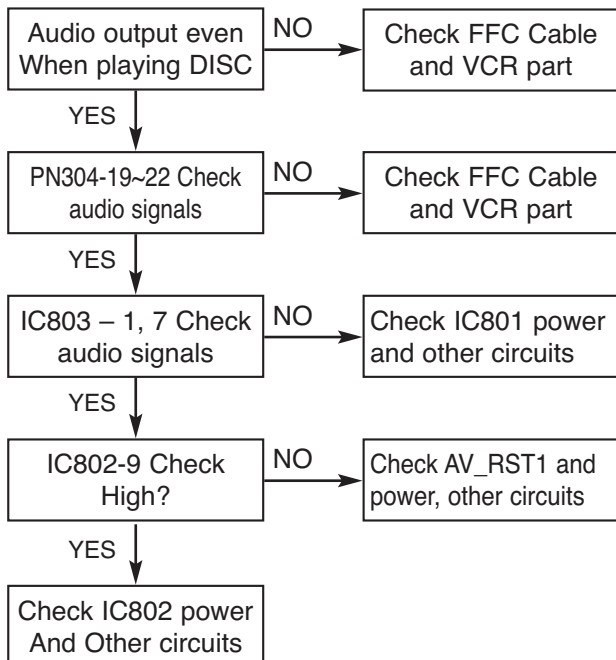 Audio output even
When playing DISC
NO
Check FFC Cable
and VCR part
YES
PN304-19~22 Check
audio signals
NO
Check FFC Cable
and VCR part
YES
IC803 – 1, 7 Check
audio signals
NO
Check IC801 power
and other circuits
YES
IC802-9 Check
High?
NO
Check AV_RST1 and
power, other circuits
YES
Check IC802 power
And Other circuits